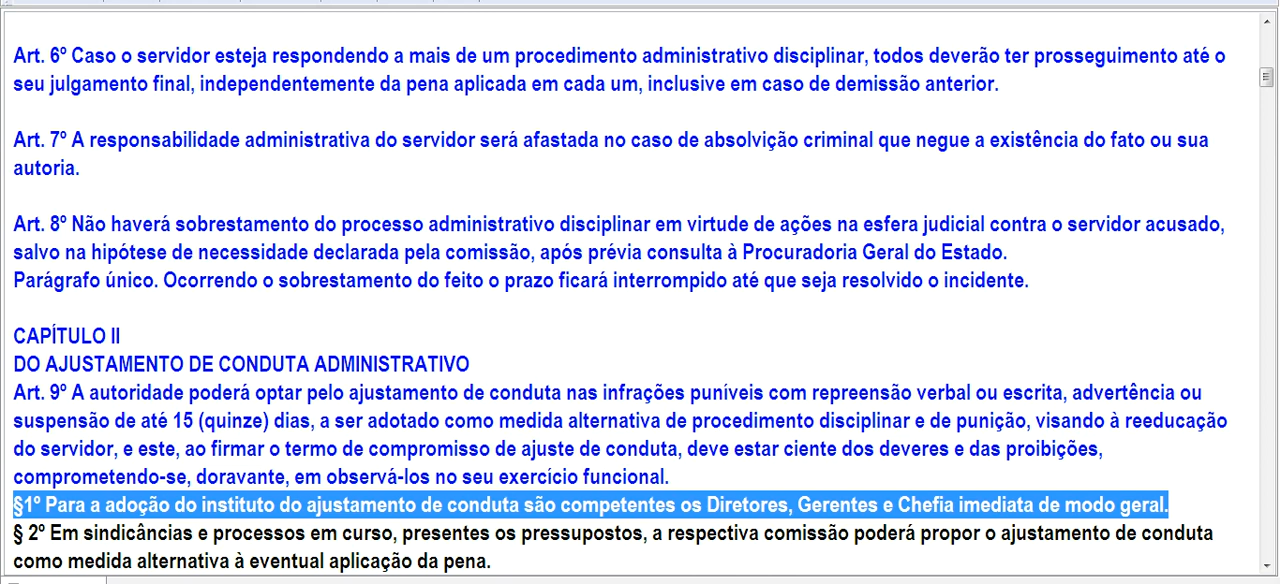 Art. 6º Caso o servidor esteja respondendo a mais de um procedimento administrativo disciplinar, todos deverão ter prosseguimento até o
seu julgamento final, independentemente da pena aplicada em cada um, inclusive em caso de demissão anterior.
Art. 7º A responsabilidade administrativa do servidor será afastada no caso de absolvição criminal que negue a existência do fato ou sua
autoria.
Art. 8º Não haverá sobrestamento do processo administrativo disciplinar em virtude de ações na esfera judicial contra o servidor acusado,
salvo na hipótese de necessidade declarada pela comissão, após prévia consulta à Procuradoria Geral do Estado.
Parágrafo único. Ocorrendo o sobrestamento do feito o prazo ficará interrompido até que seja resolvido o incidente.
CAPÍTULO II
DO AJUSTAMENTO DE CONDUTA ADMINISTRATIVO
Art. 9º A autoridade poderá optar pelo ajustamento de conduta nas infrações puníveis com repreensão verbal ou escrita, advertência ou
suspensão de até 15 (quinze) dias, a ser adotado como medida alternativa de procedimento disciplinar e de punição, visando à reeducação
do servidor, e este, ao firmar o termo de compromisso de ajuste de conduta, deve estar ciente dos deveres e das proibições,
comprometendo-se, doravante, em observá-los no seu exercício funcional.
§1º Para a adoção do instituto do ajustamento de conduta são competentes os Diretores, Gerentes e Chefia imediata de modo geral.
§ 2º Em sindicâncias e processos em curso, presentes os pressupostos, a respectiva comissão poderá propor o ajustamento de conduta
como medida alternativa à eventual aplicação da pena.